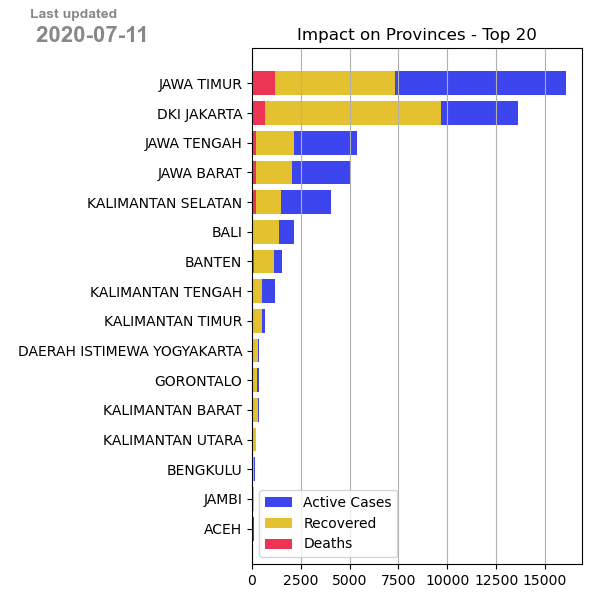 Last updated
2020-07-11
Impact on Provinces - Top 20
JAWA TIMUR
DKI JAKARTA
JAWA TENGAH
JAWA BARAT
KALIMANTAN SELATAN
BALI
BANTEN
KALIMANTAN TENGAH
KALIMANTAN TIMUR
DAERAH ISTIMEWA YOGYAKARTA
GORONTALO
KALIMANTAN BARAT
KALIMANTAN UTARA
BENGKULU
JAMBI
ACEH
Active Cases
Recovered
Deaths
0 2500 5000 7500 10000 12500 15000